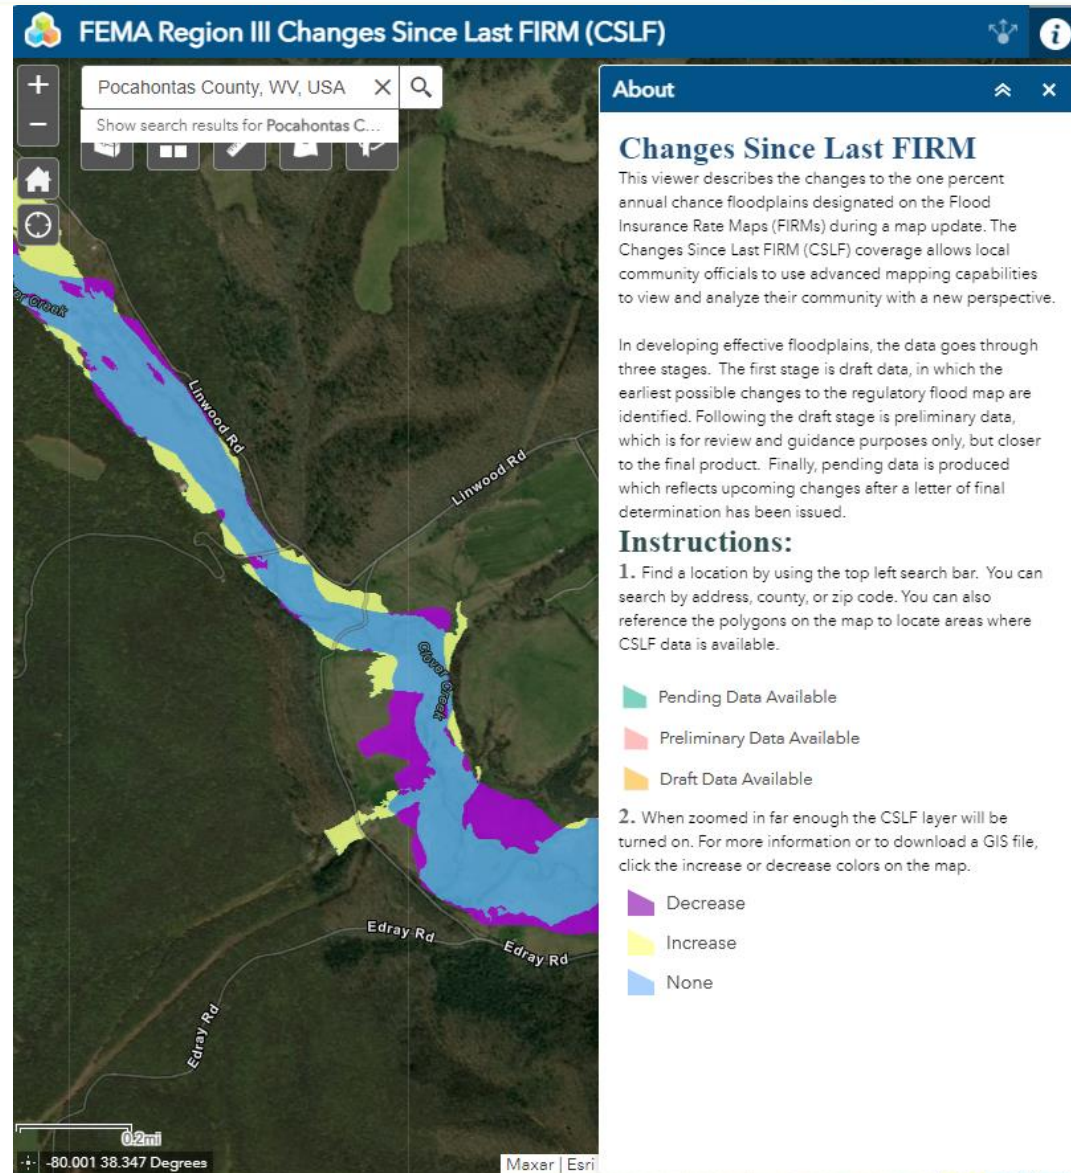 FEMA Region III Changes Since Last FIRM (CSLF)
Pocahontas County, WV, USA
Show search results for Pocahontas C...
Clover Creek
Linwood Rd
Linwood Rd
Clover Creek
Edray Rd
Edray Rd
Edray Rd
0.2mi
-80.001 38.347 Degrees
Maxar | Esri
About
Changes Since Last FIRM
This viewer describes the changes to the one percent
annual chance floodplains designated on the Flood
Insurance Rate Maps (FIRMs) during a map update. The
Changes Since Last FIRM (CSLF) coverage allows local
community officials to use advanced mapping capabilities
to view and analyze their community with a new perspective.
In developing effective floodplains, the data goes through
three stages. The first stage is draft data, in which the
earliest possible changes to the regulatory flood map are
identified. Following the draft stage is preliminary data,
which is for review and guidance purposes only, but closer
to the final product. Finally, pending data is produced
which reflects upcoming changes after a letter of final
determination has been issued.
Instructions:
1. Find a location by using the top left search bar. You can
search by address, county, or zip code. You can also
reference the polygons on the map to locate areas where
CSLF data is available.
Pending Data Available
Preliminary Data Available
Draft Data Available
2. When zoomed in far enough the CSLF layer will be
turned on. For more information or to download a GIS file,
click the increase or decrease colors on the map.
Decrease
Increase
None